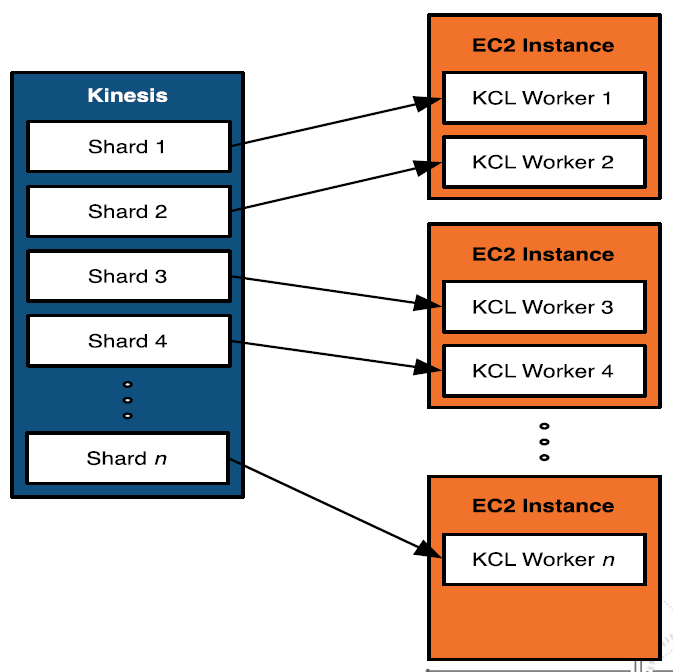 Kinesis
Shard 1
Shard 2
Shard 3
Shard 4
Shard n
EC2 Instance
KCL Worker 1
KCL Worker 2
EC2 Instance
KCL Worker 3
KCL Worker 4
EC2 Instance
KCL Worker n